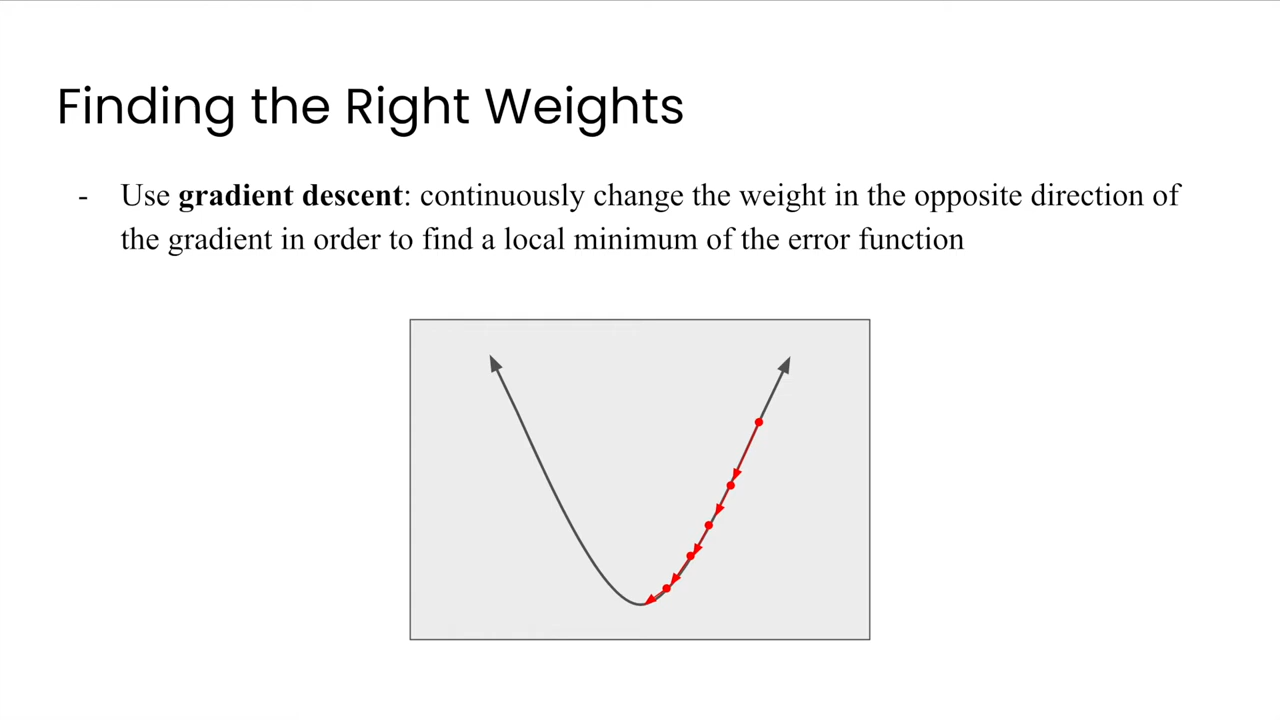 Finding the Right Weights
- Use gradient descent: continuously change the weight in the opposite direction of
the gradient in order to find a local minimum of the error function